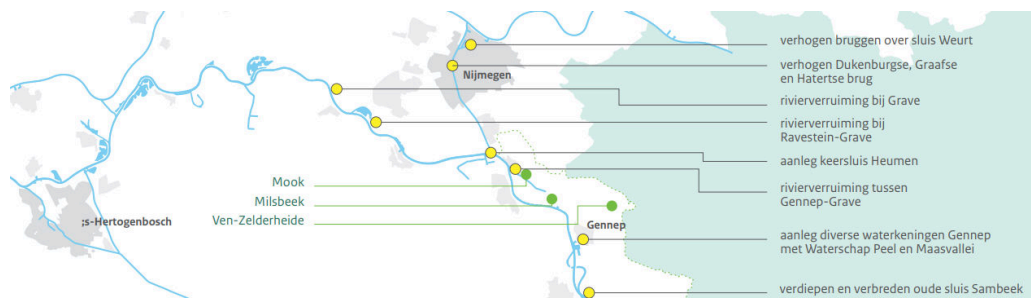 verhogen bruggen over sluis Weurt
verhogen Dukenburgse, Graafse
en Hatertse brug
Nijmegen
rivierverruiming bij Grave
rivierverruiming bij
Ravestein-Grave
aanleg keersluis Heumen
Mook
rivierverruiming tussen
Gennep-Grave
Milsbeek
Ven-Zelderheide
;s-Hertogenbosch
Gennep
aanleg diverse waterkeningen Gennep
met Waterschap Peel en Maasvallei
verdiepen en verbreden oude sluis Sambeek